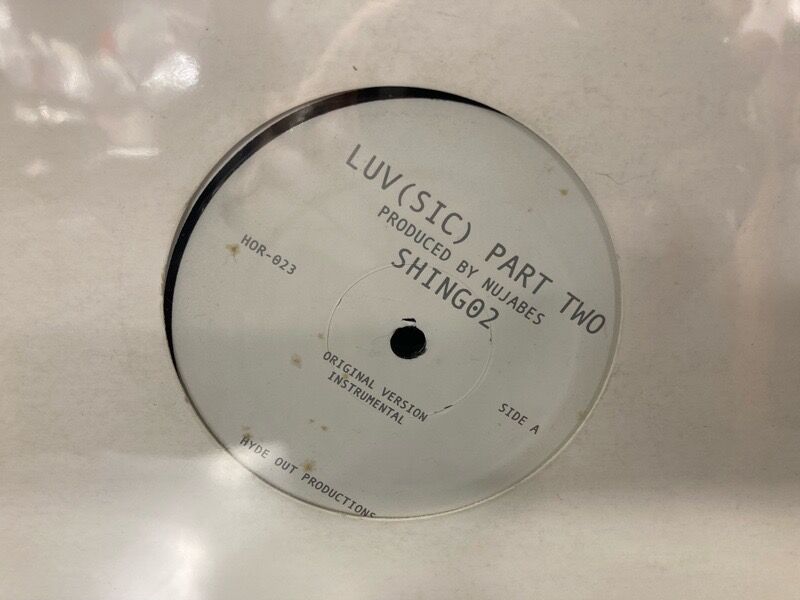 LUV(SIC) PART TWO
PRODUCED BY NUJABES
SHING02
HOR-023
ORIGINAL VERSION
INSTRUMENTAL
SIDE A
HYDE OUT PRODUCTIONS